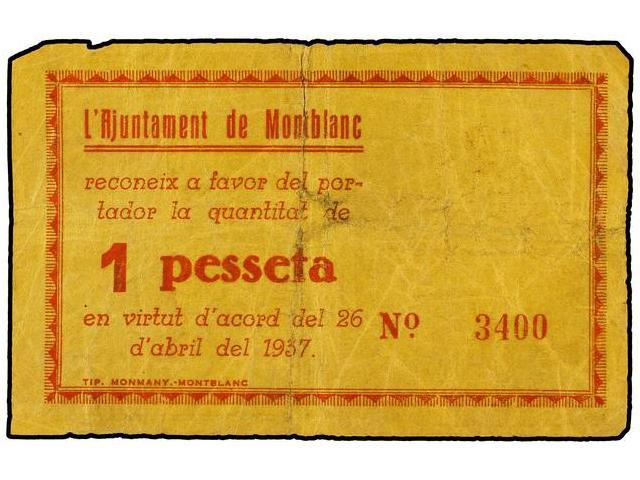 L'Ajuntament de Montblanc
reconeix a favor del por-
tador la quantitat de
1 pesseta
en virtut d'acord del 26
d'abril del 1937.
Nº 3400
TIP. MONMANY.-MONTBLANC